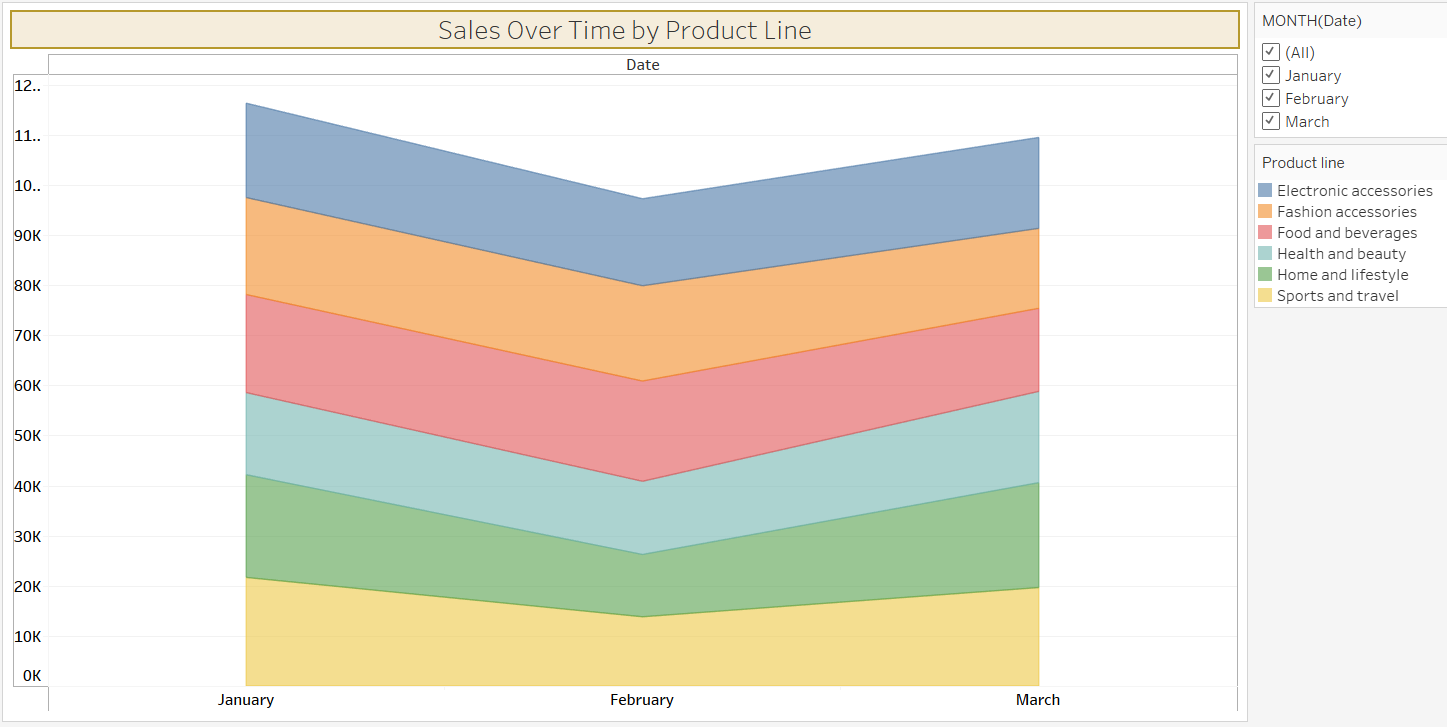 Sales Over Time by Product Line
Date
12..
11..
10..
90K
80K
70K
60K
50K
40K
30K
20K
10K
0K
January
February
March
MONTH(Date)
(All)
January
February
March
Product line
Electronic accessories
Fashion accessories
Food and beverages
Health and beauty
Home and lifestyle
Sports and travel